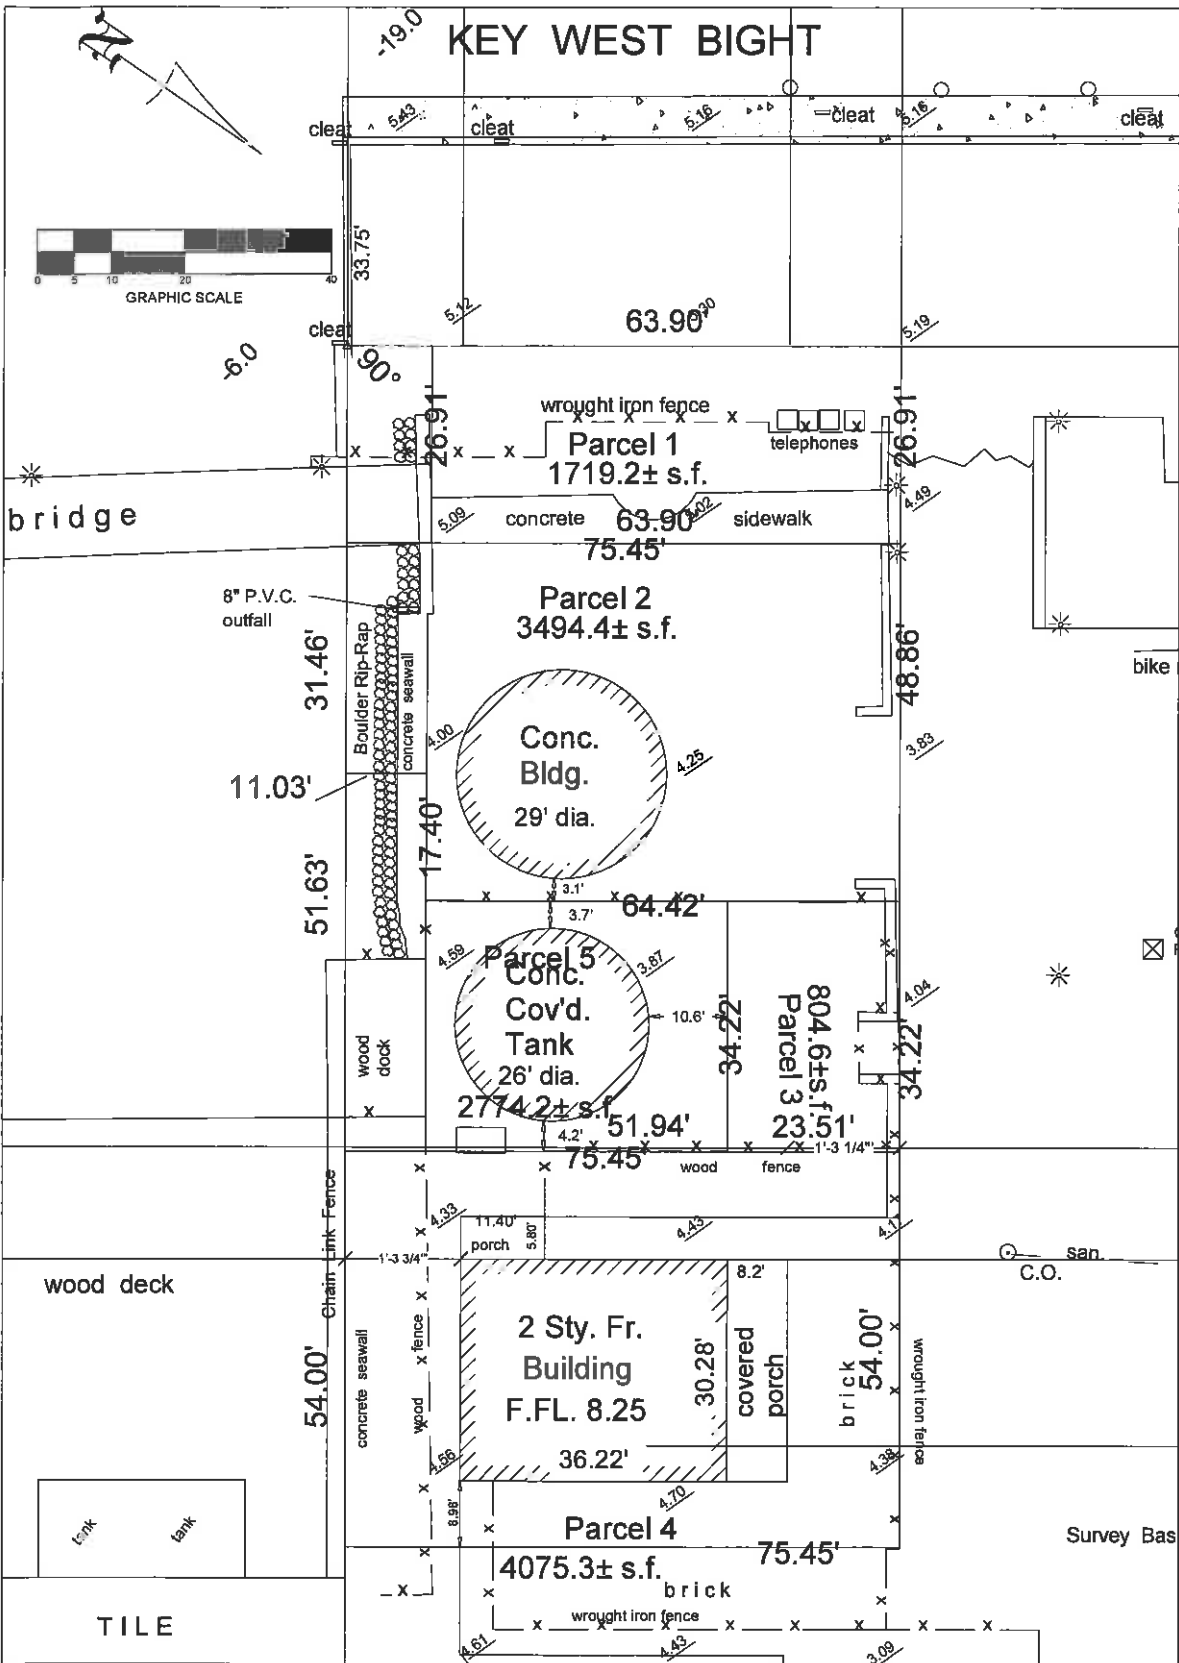 N
-19.0
KEY WEST BIGHT
cleat
5.43
cleat
5.16
cleat
5.16
cleat
33.75'
0 5 10 20 40
GRAPHIC SCALE
5.12
63.90'
5.19
cleat
-6.0
90°
26.91'
wrought iron fence
26.91'
Parcel 1
telephones
1719.2± s.f.
bridge
5.09
concrete
63.90'
sidewalk
4.49
75.45'
8" P.V.C.
outfall
Parcel 2
3494.4± s.f.
31.46'
Boulder Rip-Rap
concrete seawall
48.86'
bike
4.00
Conc.
Bldg.
29' dia.
4.25
3.83
11.03'
17.40'
51.63'
3.1'
64.42'
3.7'
4.59
Parcel 5
3.87
Conc.
Cov'd.
Tank
26' dia.
2774.2± s.f.
10.6'
34.22'
804.6±s.f.
Parcel 3
4.04
34.22'
wood
dock
4.2'
51.94'
23.51'
75.45'
1'-3 1/4"
wood fence
Chain Link Fence
4.33
11.40'
porch
5.80'
4.43
1'-3 3/4"
8.2'
san.
C.O.
wood deck
2 Sty. Fr.
Building
F.FL. 8.25
36.22'
30.28'
covered
porch
brick
54.00'
wrought iron fence
54.00'
concrete seawall
wood fence
4.56
4.38
4.70
8.98'
tank
tank
Parcel 4
4075.3± s.f.
75.45'
Survey Bas
brick
wrought iron fence
TILE
4.61
4.43
3.09